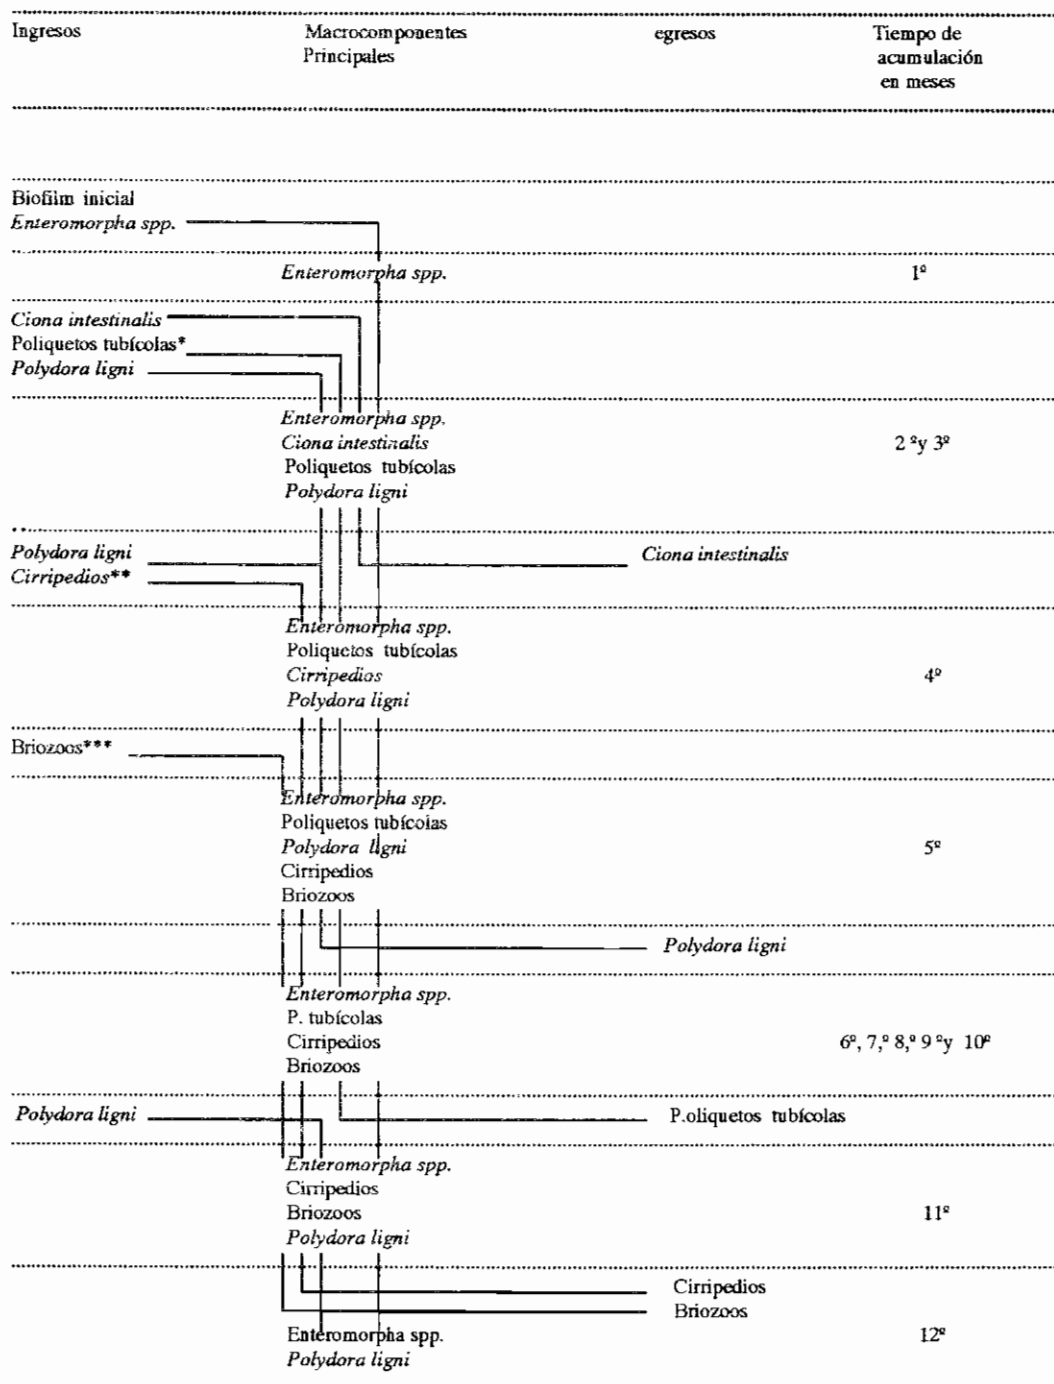 Ingresos Macrocomponentes egresos Tiempo de
Principales acumulación
en meses
Biofilm inicial
Enteromorpha spp.
Enteromorpha spp. 1º
Ciona intestinalis
Poliquetos tubícolas*
Polydora ligni
Enteromorpha spp.
Ciona intestinalis 2 ºy 3º
Poliquetos tubícolas
Polydora ligni
Polydora ligni Ciona intestinalis
Cirripedios**
Enteromorpha spp.
Poliquetos tubícolas
Cirripedios 4º
Polydora ligni
Briozoos***
Enteromorpha spp.
Poliquetos tubícolas
Polydora ligni 5º
Cirripedios
Briozoos
Polydora ligni
Enteromorpha spp.
P. tubícolas
Cirripedios 6º, 7,º 8,º 9 ºy 10º
Briozoos
Polydora ligni P.oliquetos tubícolas
Enteromorpha spp.
Cirripedios
Briozoos 11º
Polydora ligni
Cirripedios
Briozoos
Enteromorpha spp. 12º
Polydora ligni